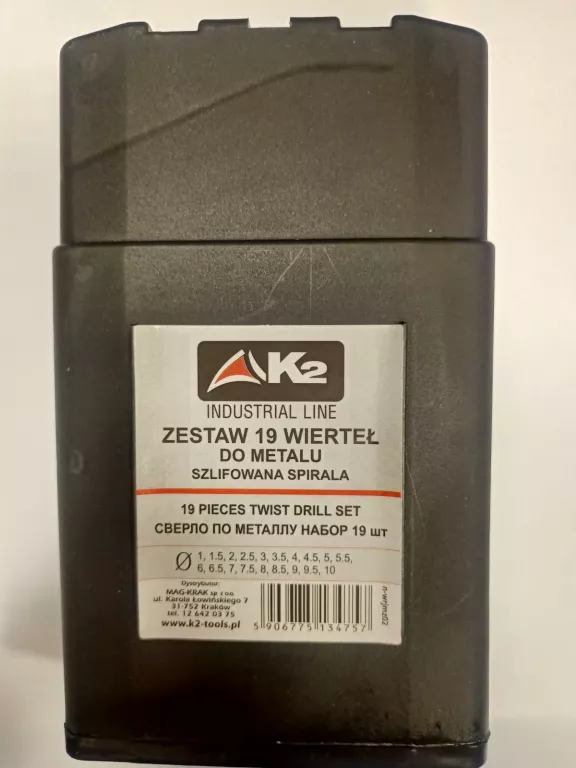 K2
INDUSTRIAL LINE
ZESTAW 19 WIERTEŁ
DO METALU
SZLIFOWANA SPIRALA
19 PIECES TWIST DRILL SET
СВЕРЛО ПО МЕТАЛЛУ НАБОР 19 шт
1, 1.5, 2, 2.5, 3, 3.5, 4, 4.5, 5, 5.5,
6, 6.5, 7, 7.5, 8, 8.5, 9, 9.5, 10
Dystrybutor:
MAG-KRAK sp. z o.o.
ul. Karola Łowińskiego 7
31-752 Kraków
tel. 12 642 03 75
www.k2-tools.pl
5 906775 134757
n-wrjmz02